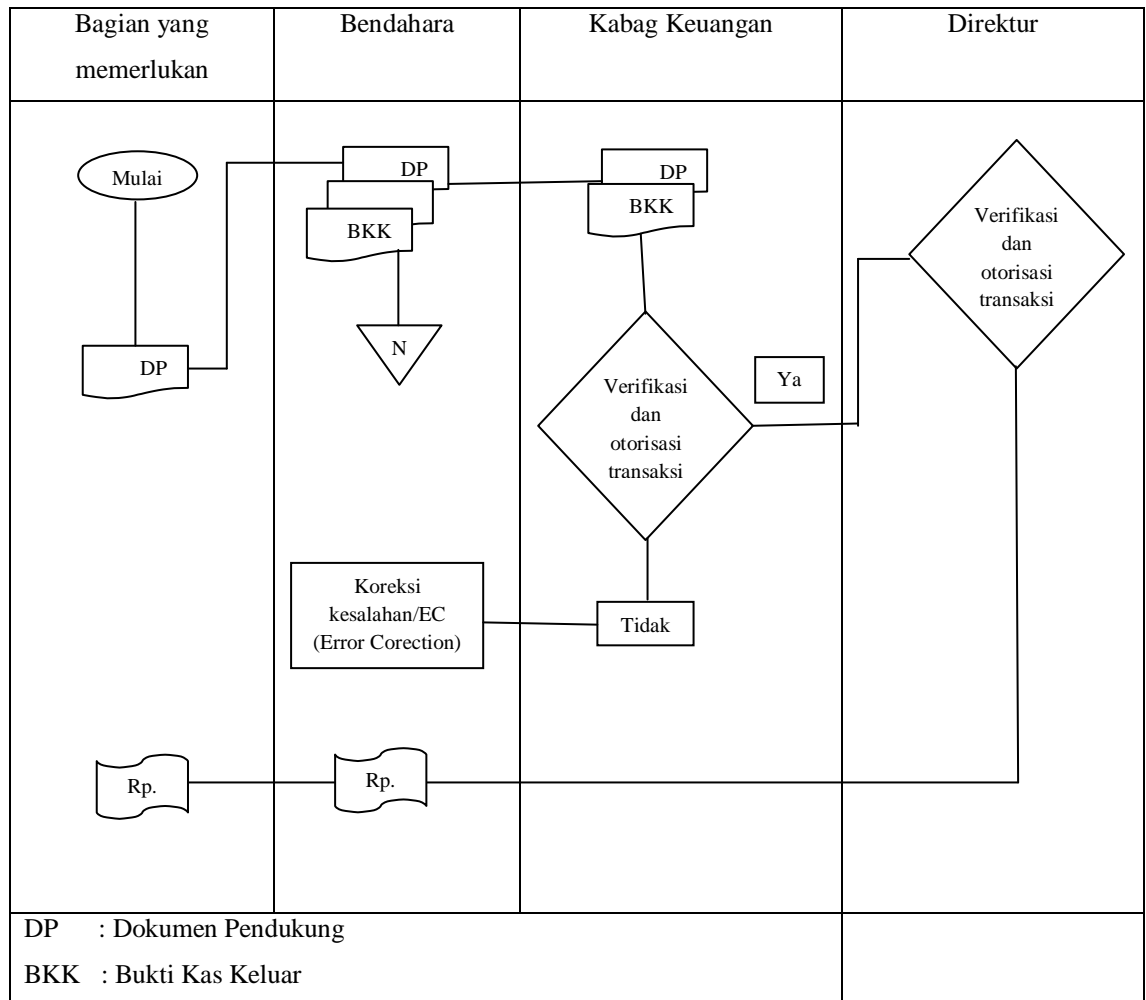 Bagian yang
memerlukan
Bendahara
Kabag Keuangan
Direktur
Mulai
DP
DP
BKK
N
DP
BKK
Verifikasi
dan
otorisasi
transaksi
Ya
Verifikasi
dan
otorisasi
transaksi
Koreksi
kesalahan/EC
(Error Corection)
Tidak
Rp.
Rp.
DP : Dokumen Pendukung
BKK : Bukti Kas Keluar